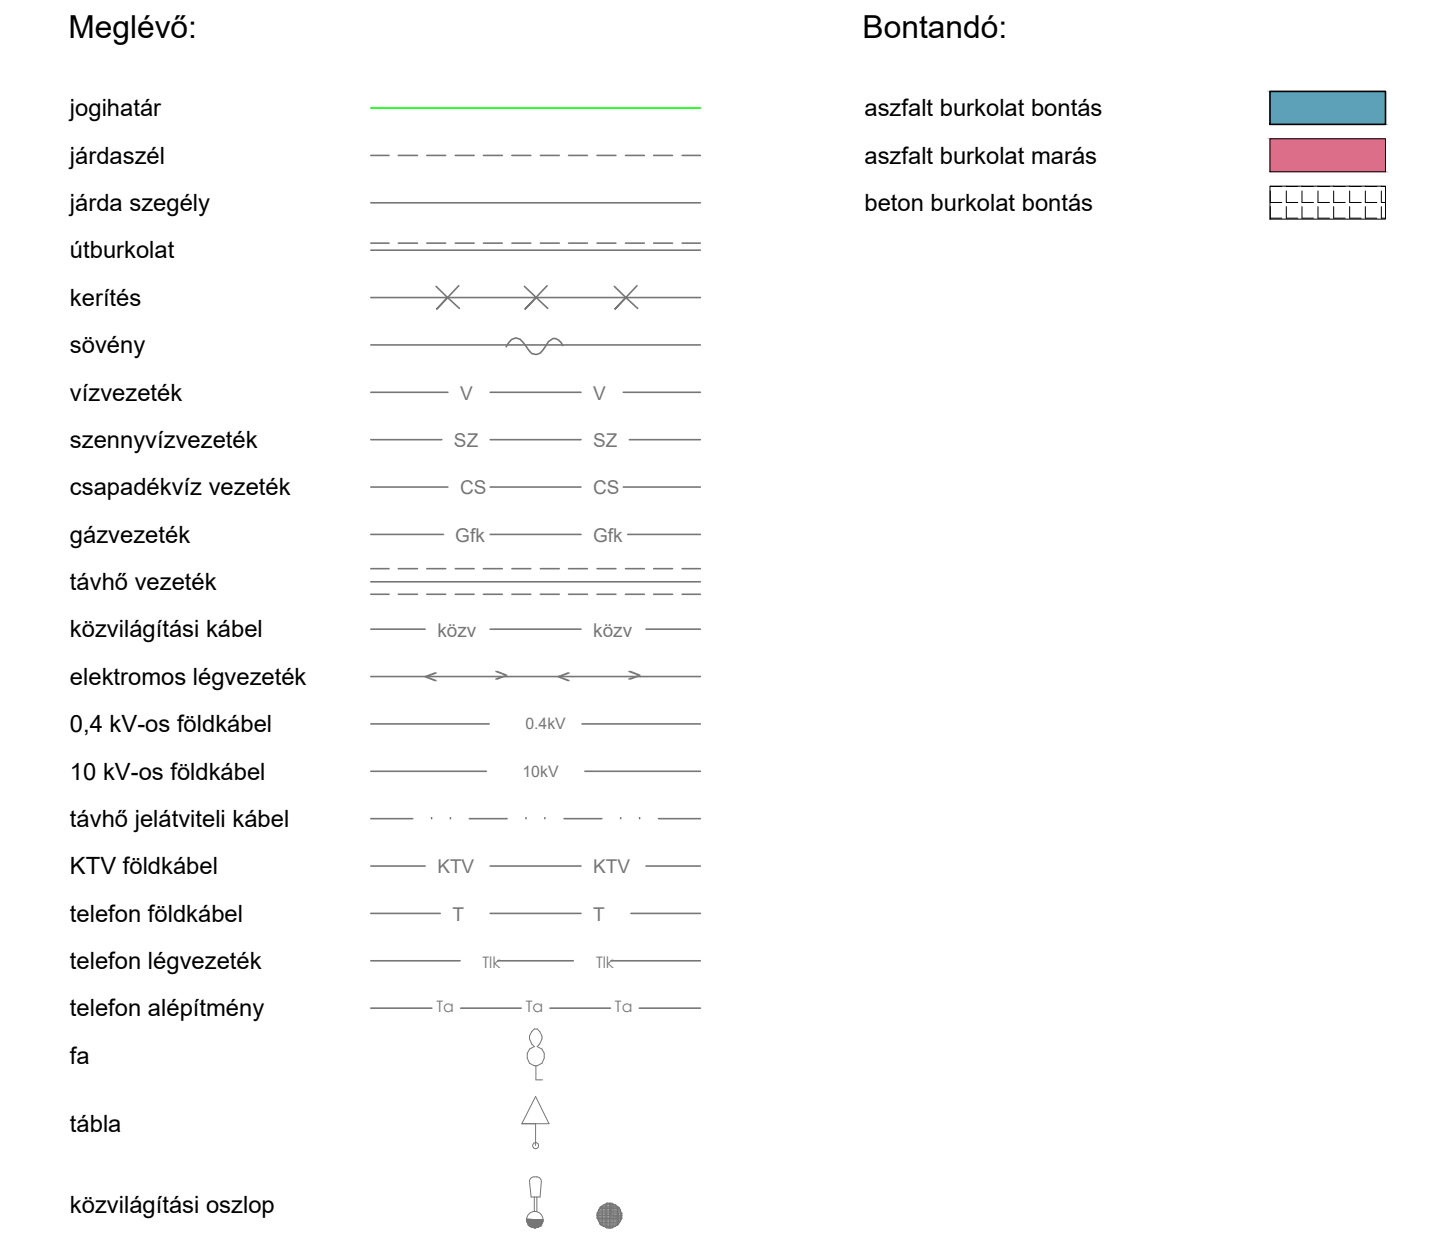 Meglévő:
jogihatár
járdaszél
járda szegély
útburkolat
kerítés
sövény
vízvezeték V V
szennyvízvezeték SZ SZ
csapadékvíz vezeték CS CS
gázvezeték Gfk Gfk
távhő vezeték
közvilágítási kábel közv közv
elektromos légvezeték
0,4 kV-os földkábel 0.4kV
10 kV-os földkábel 10kV
távhő jelátviteli kábel
KTV földkábel KTV KTV
telefon földkábel T T
telefon légvezeték Tlk Tlk
telefon alépítmény Ta Ta Ta
fa
tábla
közvilágítási oszlop
Bontandó:
aszfalt burkolat bontás
aszfalt burkolat marás
beton burkolat bontás